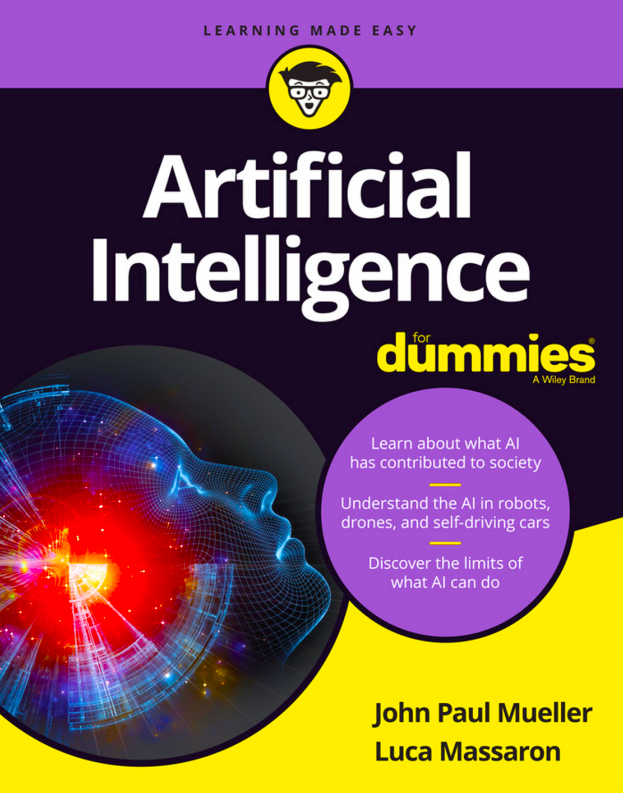 LEARNING MADE EASY
Artificial
Intelligence
for
dummies®
A Wiley Brand
Learn about what AI
has contributed to society
Understand the AI in robots,
drones, and self-driving cars
Discover the limits of
what AI can do
John Paul Mueller
Luca Massaron